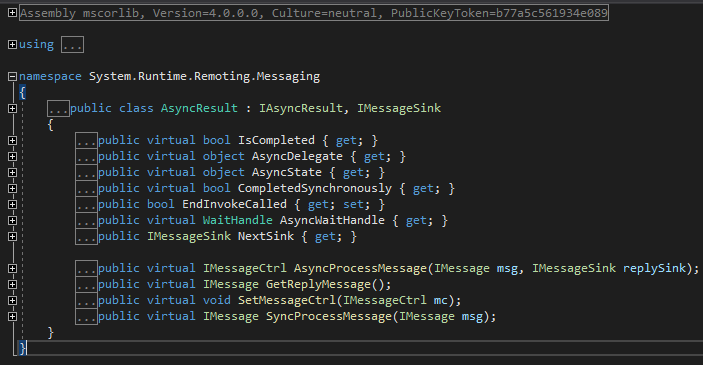 Assembly mscorlib, Version=4.0.0.0, Culture=neutral, PublicKeyToken=b77a5c561934e089
using ...
namespace System.Runtime.Remoting.Messaging
{
...public class AsyncResult : IAsyncResult, IMessageSink
{
...public virtual bool IsCompleted { get; }
...public virtual object AsyncDelegate { get; }
...public virtual object AsyncState { get; }
...public virtual bool CompletedSynchronously { get; }
...public bool EndInvokeCalled { get; set; }
...public virtual WaitHandle AsyncWaitHandle { get; }
...public IMessageSink NextSink { get; }
...public virtual IMessageCtrl AsyncProcessMessage(IMessage msg, IMessageSink replySink);
...public virtual IMessage GetReplyMessage();
...public virtual void SetMessageCtrl(IMessageCtrl mc);
...public virtual IMessage SyncProcessMessage(IMessage msg);
}
}